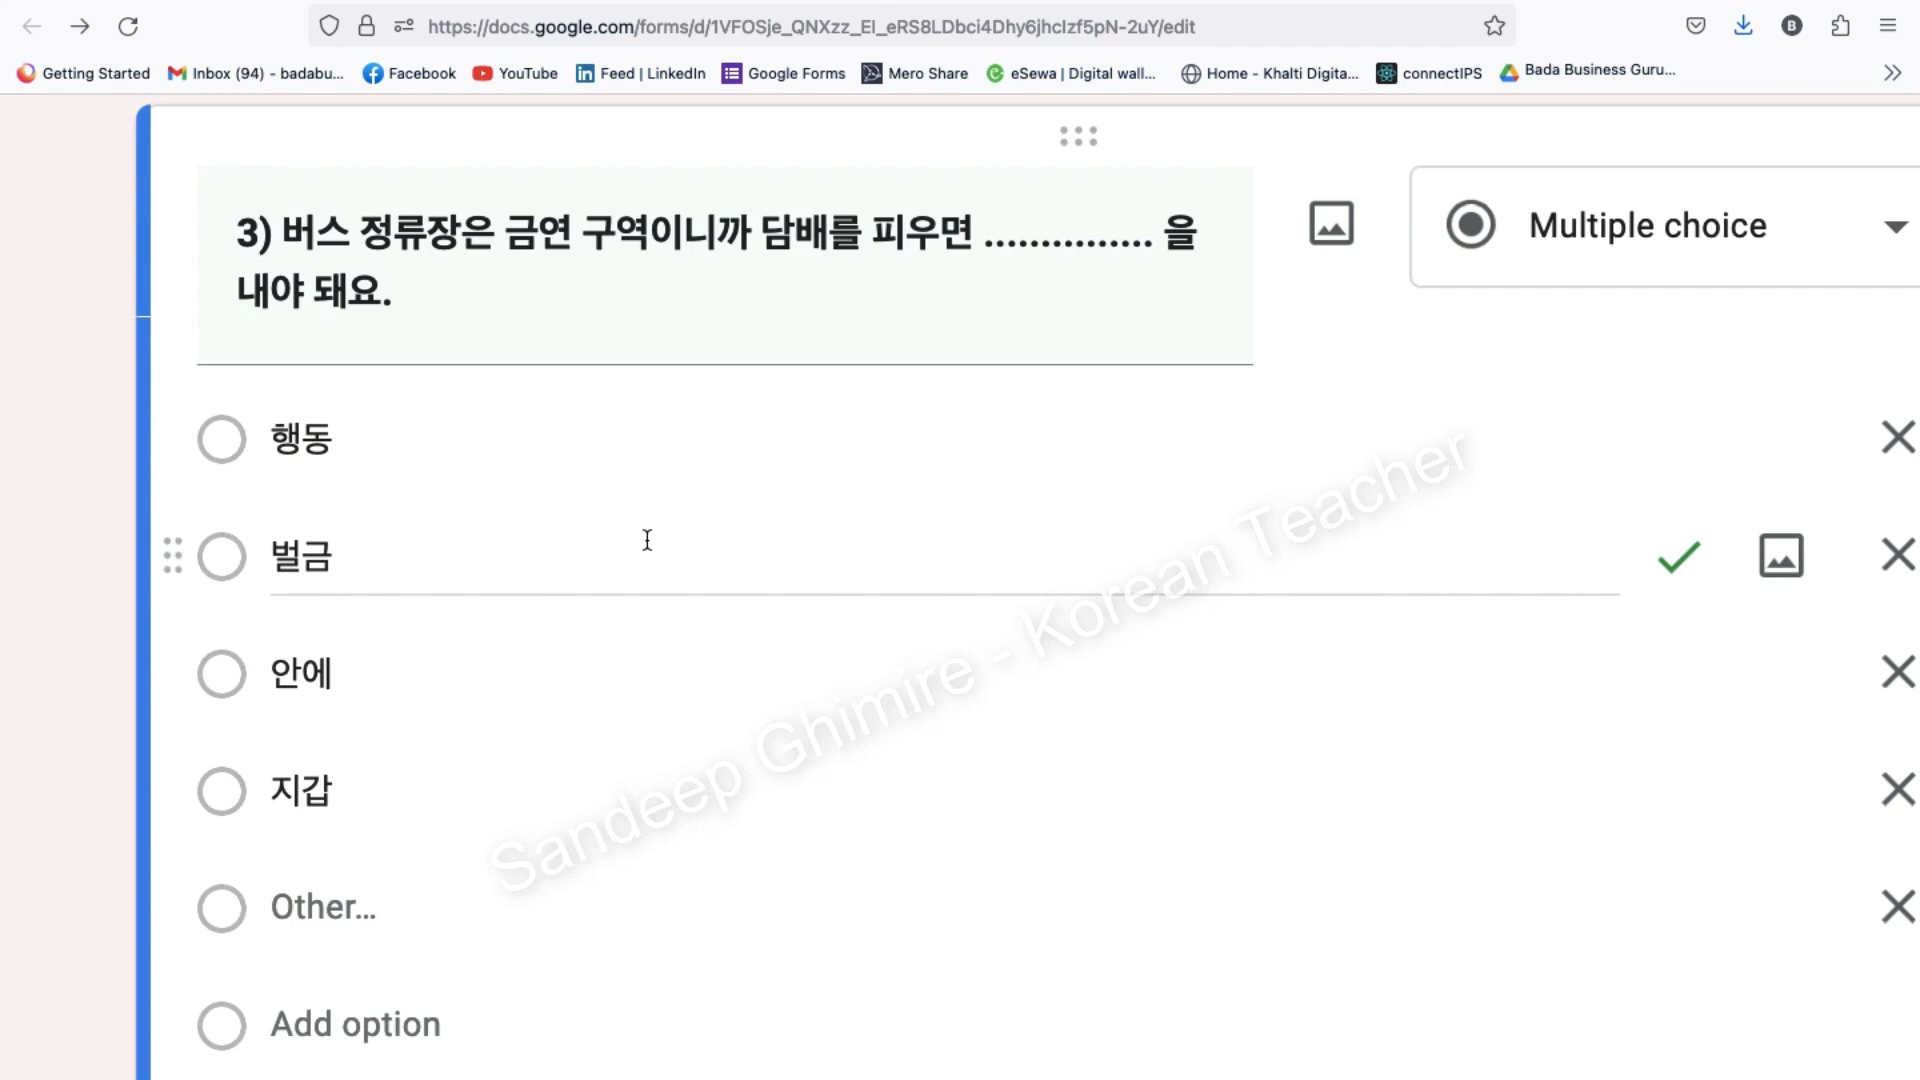 https://docs.google.com/forms/d/1VFOSje_QNXzz_EI_eRS8LDbci4Dhy6jhcIzf5pN-2uY/edit
B
Getting Started
Inbox (94) - badabu...
Facebook
YouTube
Feed | LinkedIn
Google Forms
Mero Share
eSewa | Digital wall...
Home - Khalti Digita...
connectIPS
Bada Business Guru...
3) 버스 정류장은 금연 구역이니까 담배를 피우면 ............... 을
내야 돼요.
Multiple choice
행동
벌금
안에
지갑
Other...
Add option
Sandeep Ghimire - Korean Teacher